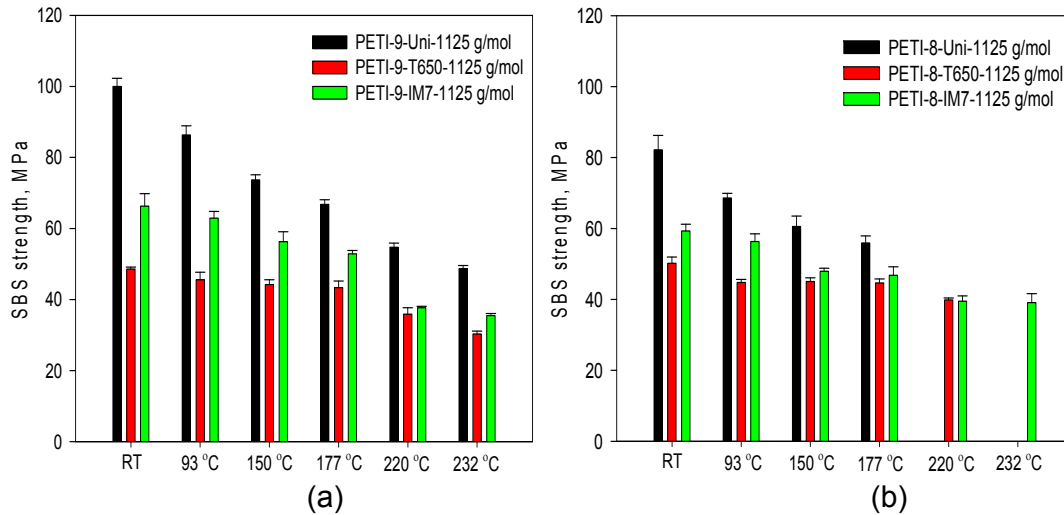 120
100
80
60
40
20
0
SBS strength, MPa
PETI-9-Uni-1125 g/mol
PETI-9-T650-1125 g/mol
PETI-9-IM7-1125 g/mol
RT 93 °C 150 °C 177 °C 220 °C 232 °C
(a)
120
100
80
60
40
20
0
SBS strength, MPa
PETI-8-Uni-1125 g/mol
PETI-8-T650-1125 g/mol
PETI-8-IM7-1125 g/mol
RT 93 °C 150 °C 177 °C 220 °C 232 °C
(b)